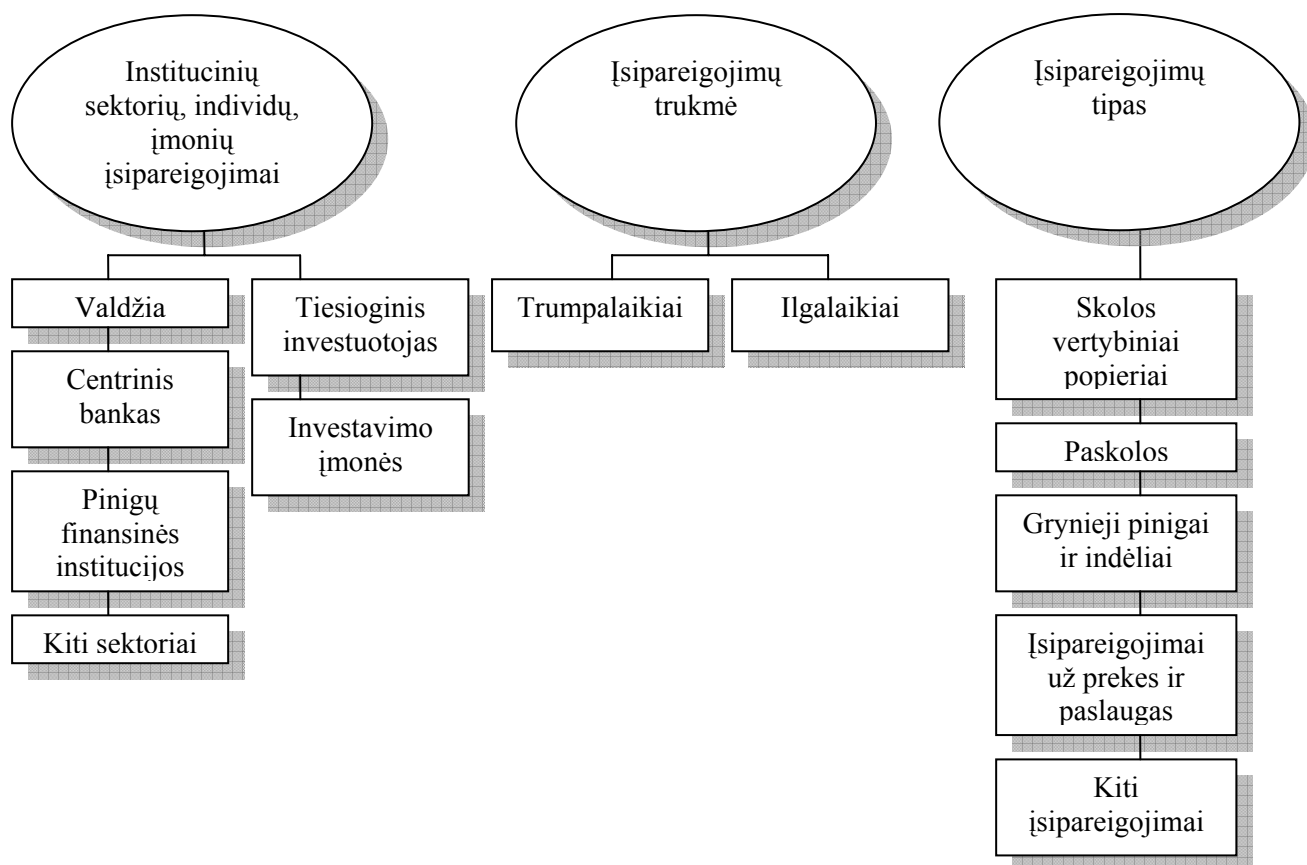 Institucinių
sektorių, individų,
įmonių
įsipareigojimai
Valdžia
Centrinis
bankas
Pinigų
finansinės
institucijos
Kiti sektoriai
Tiesioginis
investuotojas
Investavimo
įmonės
Įsipareigojimų
trukmė
Trumpalaikiai
Ilgalaikiai
Įsipareigojimų
tipas
Skolos
vertybiniai
popieriai
Paskolos
Grynieji pinigai
ir indėliai
Įsipareigojimai
už prekes ir
paslaugas
Kiti
įsipareigojimai